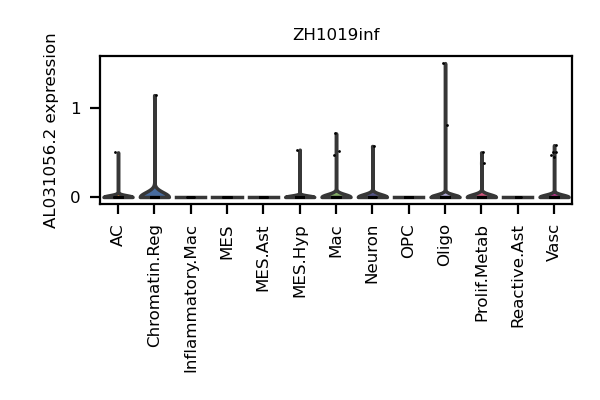 ZH1019inf
AL031056.2 expression
1
0
AC
Chromatin.Reg
Inflammatory.Mac
MES
MES.Ast
MES.Hyp
Mac
Neuron
OPC
Oligo
Prolif.Metab
Reactive.Ast
Vasc